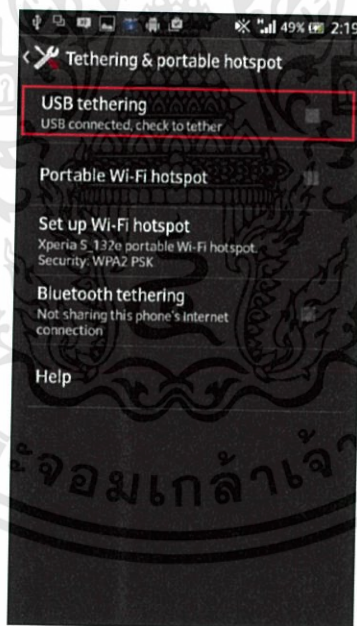 49% 2:19
Tethering & portable hotspot
USB tethering
USB connected, check to tether
Portable Wi-Fi hotspot
Set up Wi-Fi hotspot
Xperia S_132e portable Wi-Fi hotspot.
Security: WPA2 PSK
Bluetooth tethering
Not sharing this phone's Internet
connection
Help
ะจอมเกล้าเจ้า